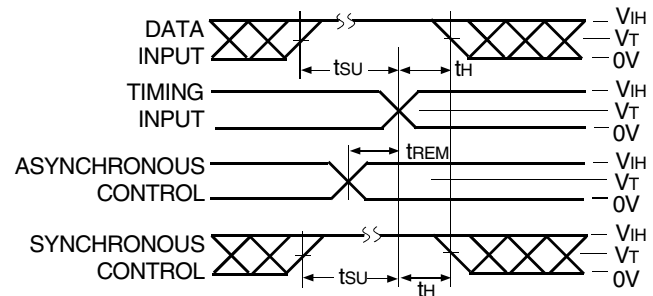 DATA
INPUT
tSU
tH
VIH
VT
0V
TIMING
INPUT
VIH
VT
0V
tREM
ASYNCHRONOUS
CONTROL
VIH
VT
0V
SYNCHRONOUS
CONTROL
tSU
tH
VIH
VT
0V